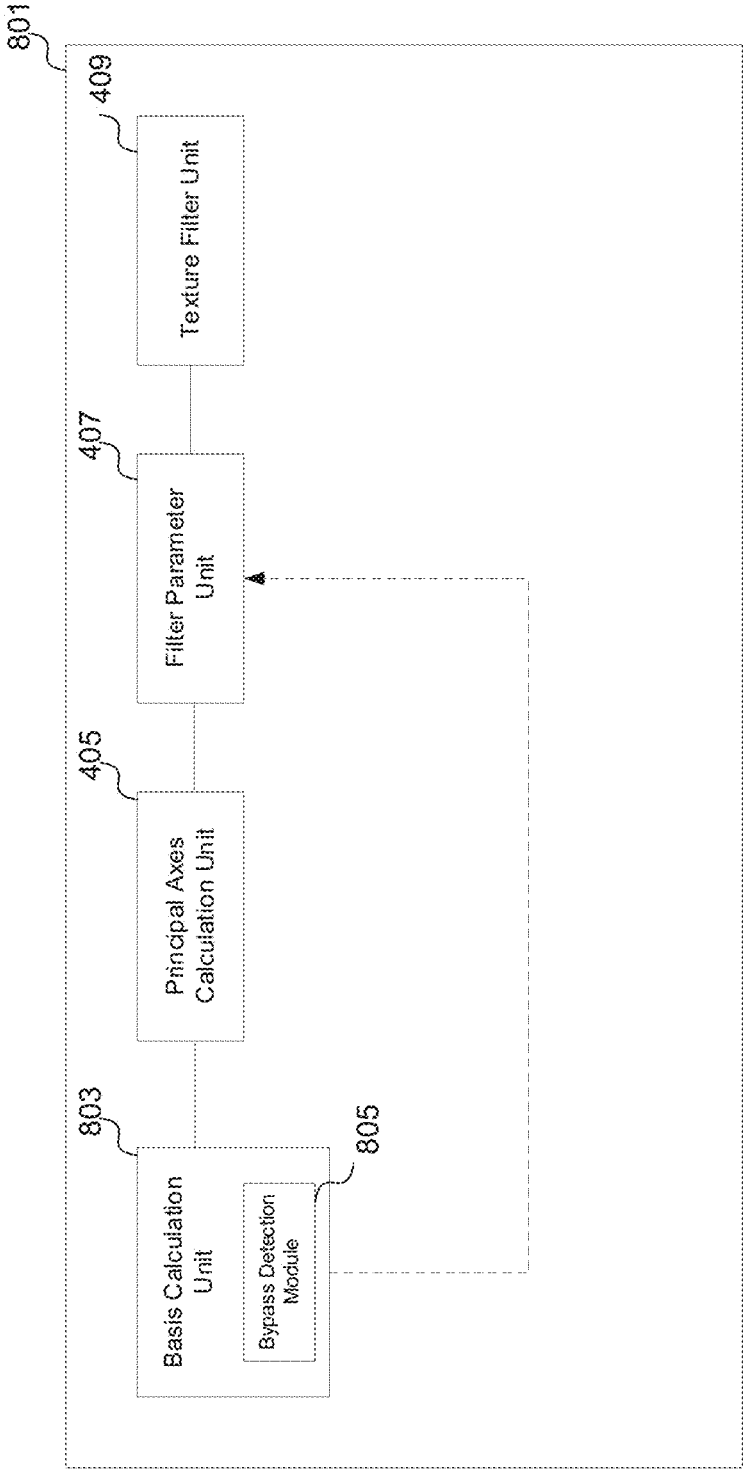 801
803
Basis Calculation
Unit
805
Bypass Detection
Module
405
Principal Axes
Calculation Unit
407
Filter Parameter
Unit
409
Texture Filter Unit